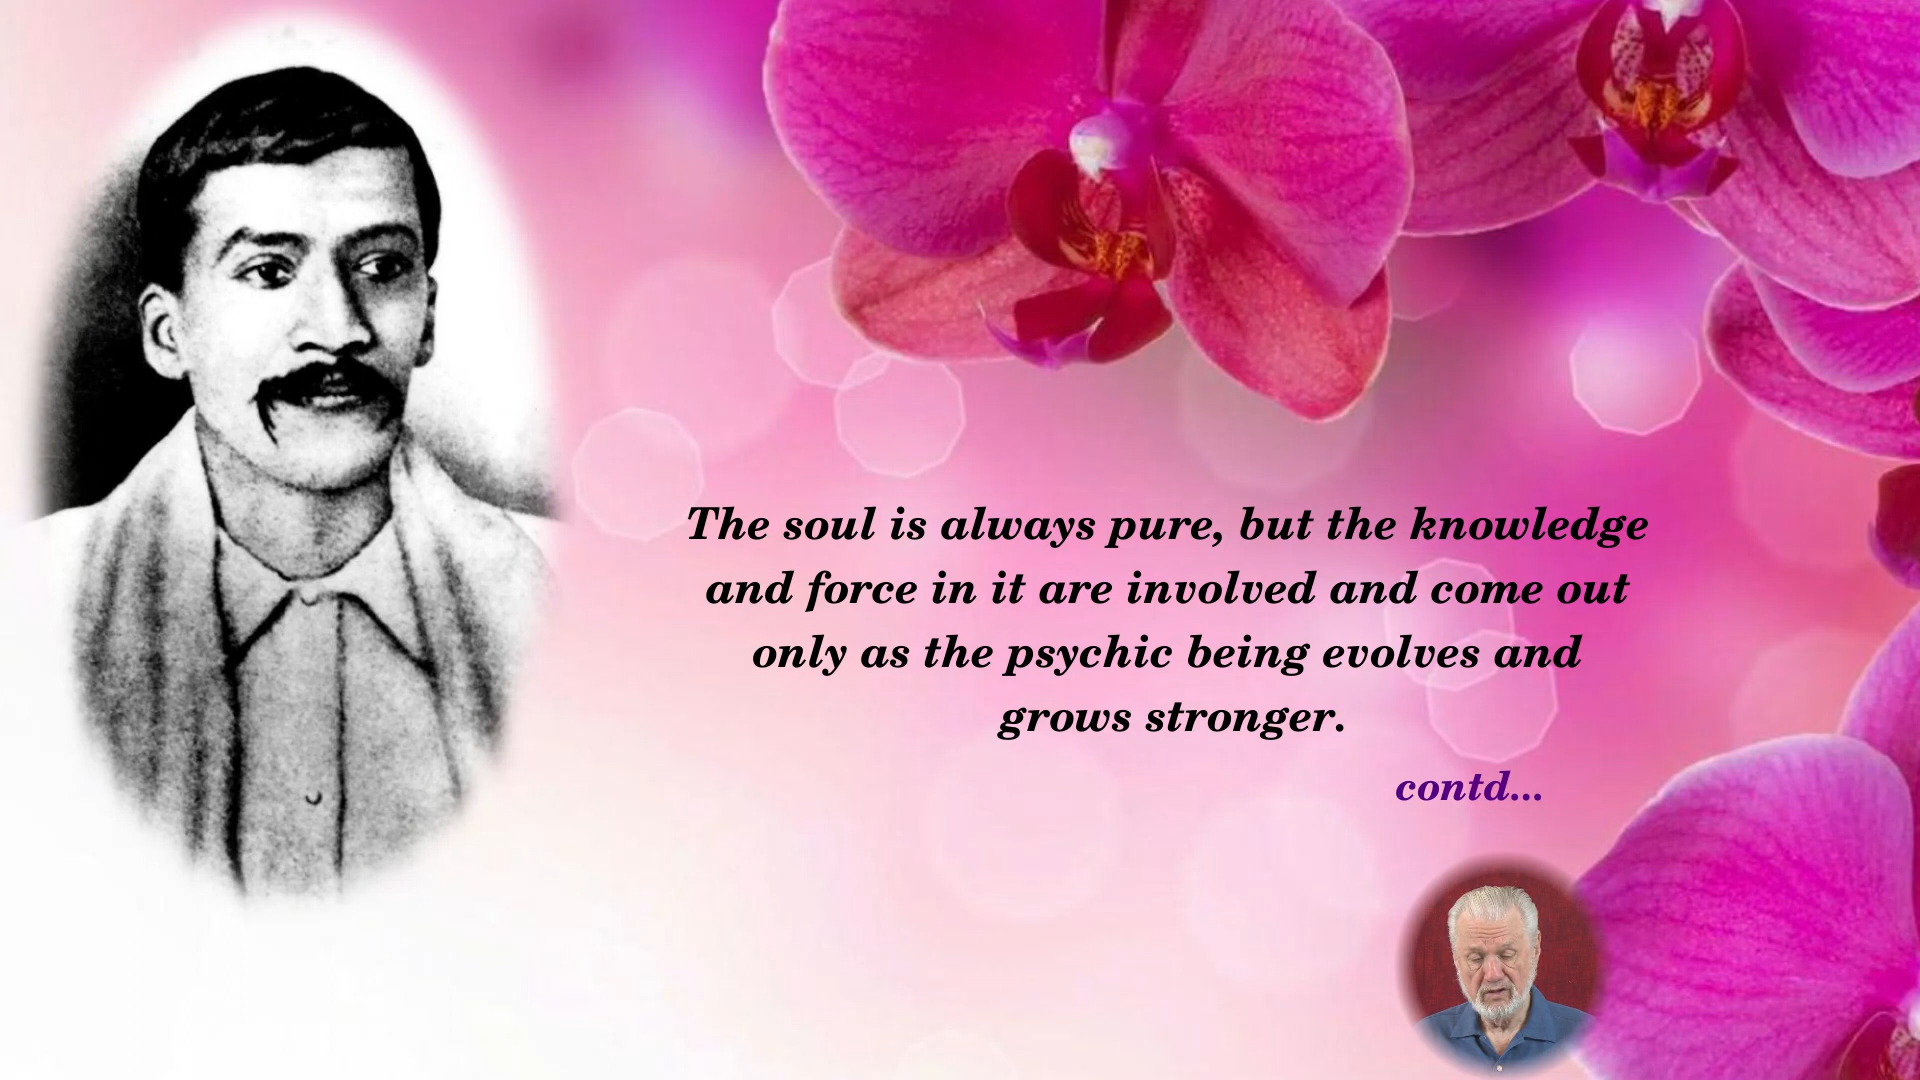 The soul is always pure, but the knowledge
and force in it are involved and come out
only as the psychic being evolves and
grows stronger.
contd...